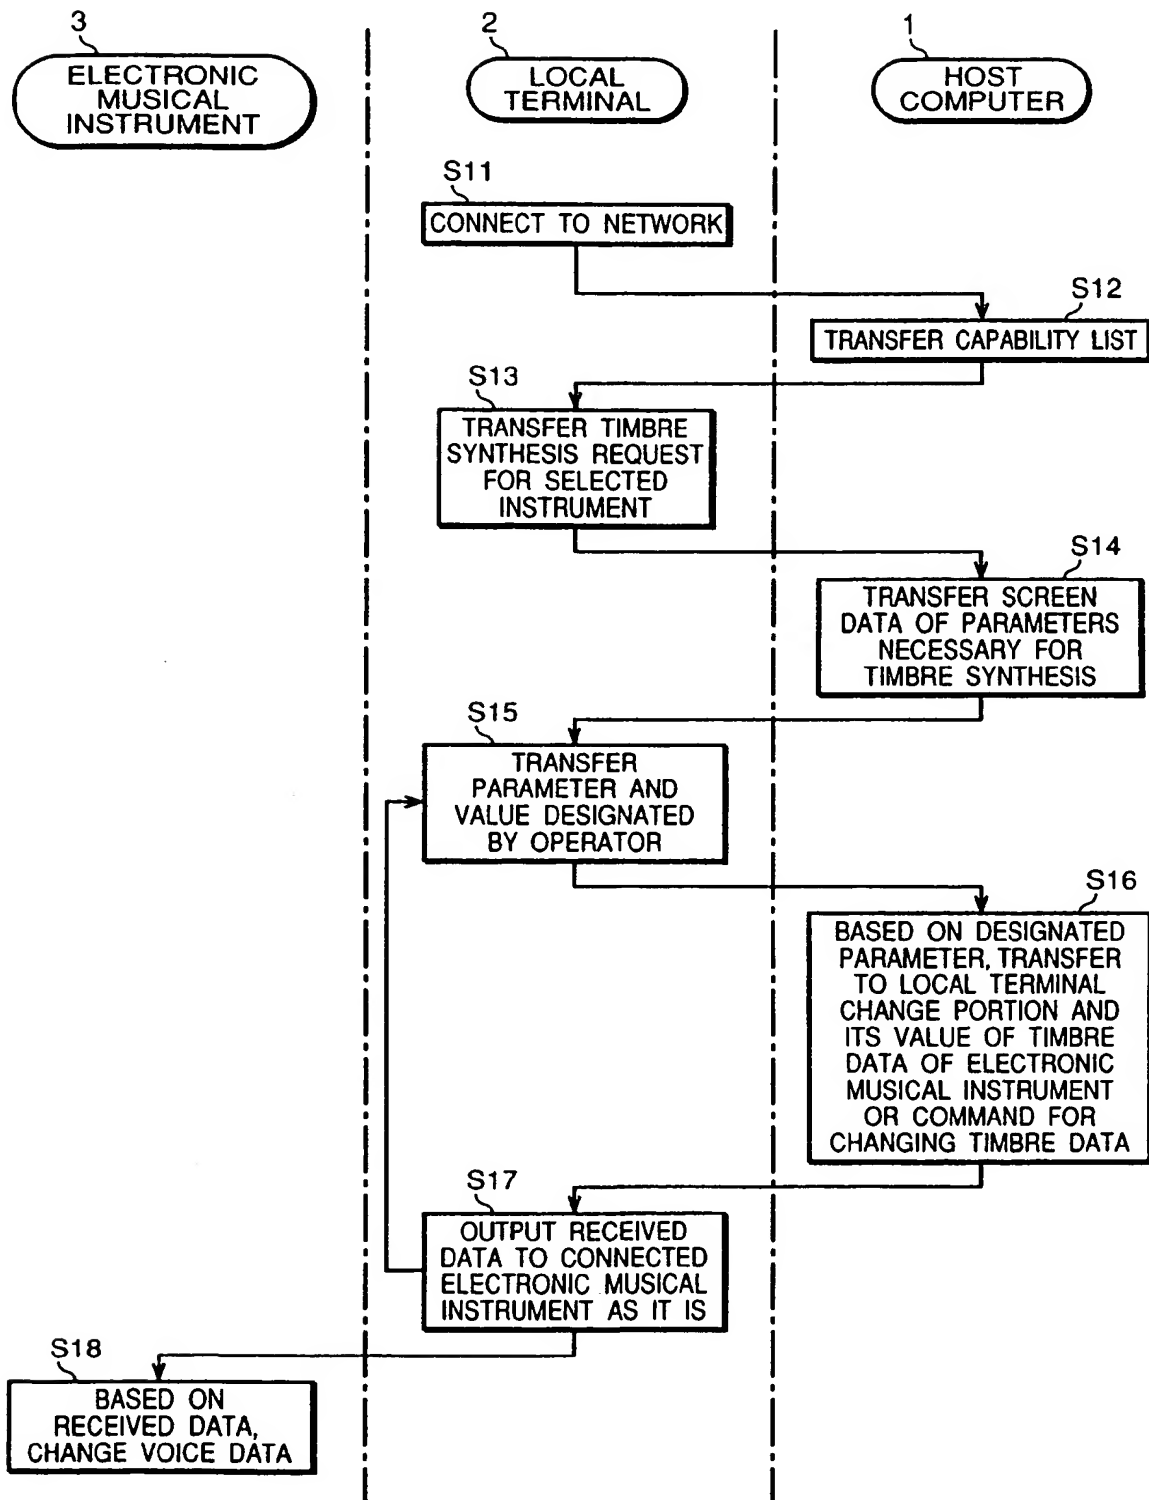 3
2
1
ELECTRONIC
MUSICAL
INSTRUMENT
LOCAL
TERMINAL
HOST
COMPUTER
S11
CONNECT TO NETWORK
S12
TRANSFER CAPABILITY LIST
S13
TRANSFER TIMBRE
SYNTHESIS REQUEST
FOR SELECTED
INSTRUMENT
S14
TRANSFER SCREEN
DATA OF PARAMETERS
NECESSARY FOR
TIMBRE SYNTHESIS
S15
TRANSFER
PARAMETER AND
VALUE DESIGNATED
BY OPERATOR
S16
BASED ON DESIGNATED
PARAMETER, TRANSFER
TO LOCAL TERMINAL
CHANGE PORTION AND
ITS VALUE OF TIMBRE
DATA OF ELECTRONIC
MUSICAL INSTRUMENT
OR COMMAND FOR
CHANGING TIMBRE DATA
S17
OUTPUT RECEIVED
DATA TO CONNECTED
ELECTRONIC MUSICAL
INSTRUMENT AS IT IS
S18
BASED ON
RECEIVED DATA,
CHANGE VOICE DATA